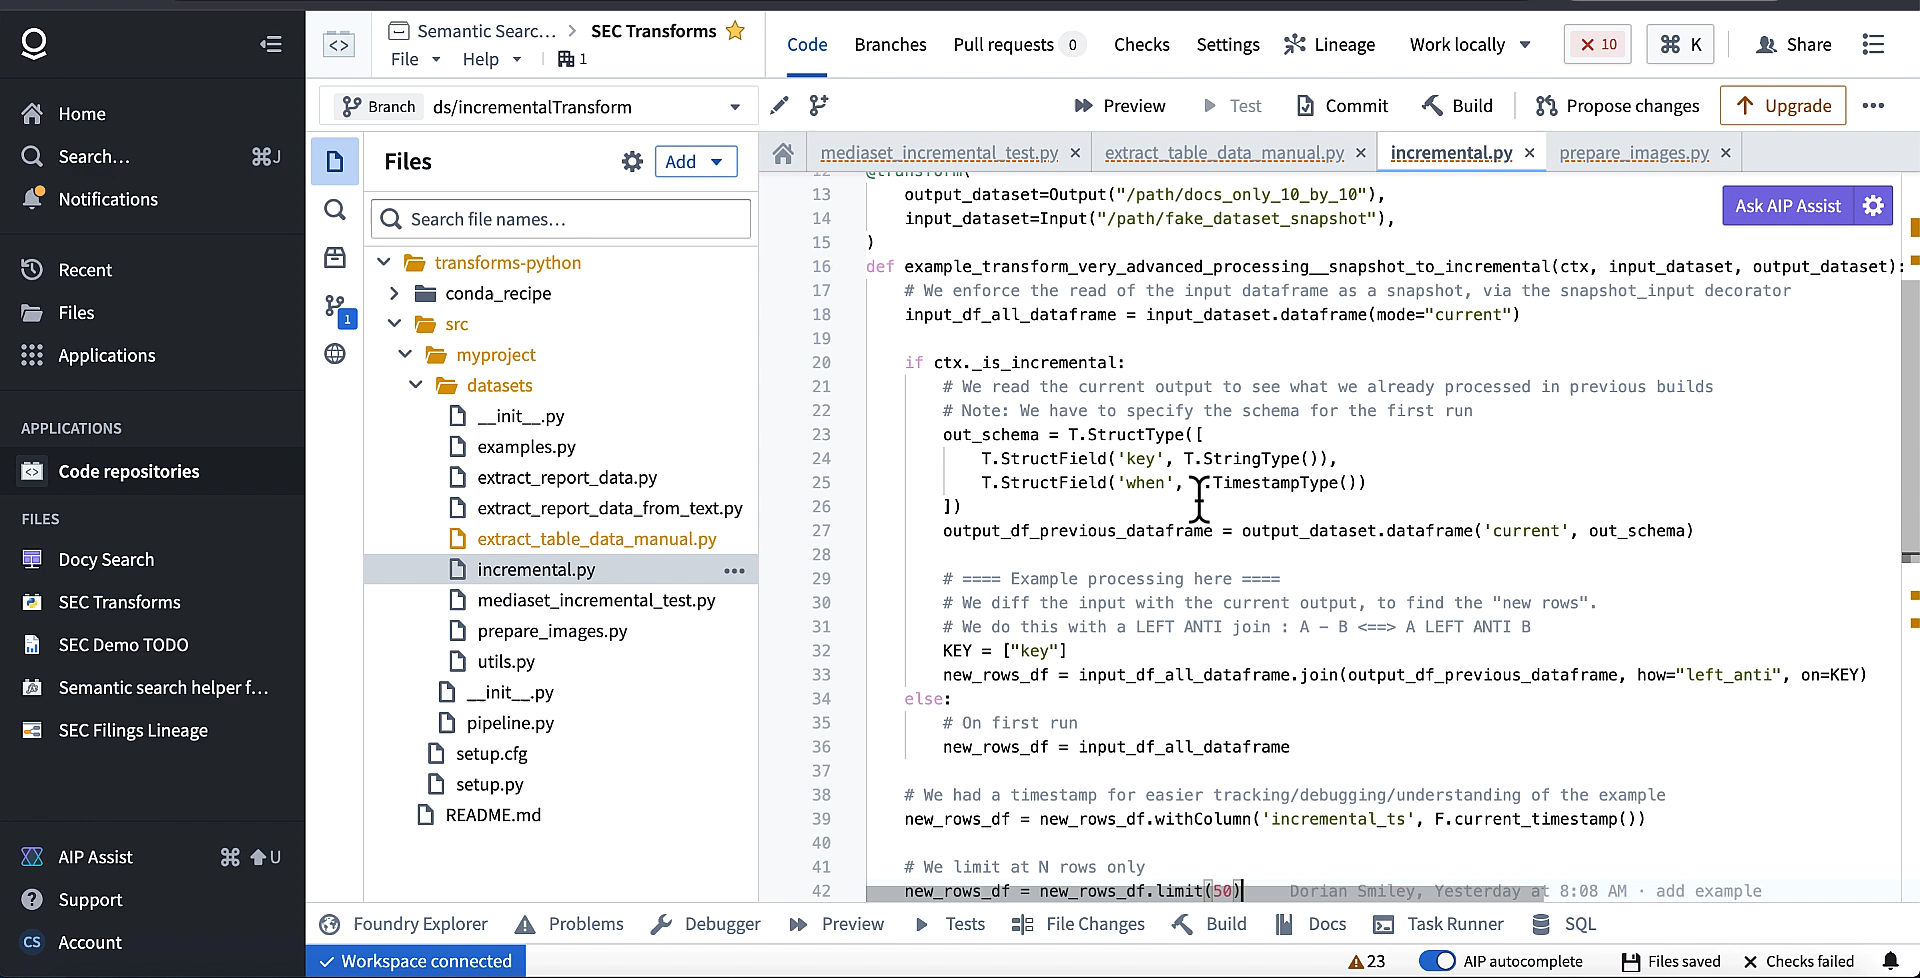 Home
Search...
⌘J
Notifications
Recent
Files
Applications
APPLICATIONS
Code repositories
FILES
Docy Search
SEC Transforms
SEC Demo TODO
Semantic search helper f...
SEC Filings Lineage
AIP Assist
⌘ U
Support
CS Account
Semantic Searc... > SEC Transforms
File Help 1
Code
Branches
Pull requests 0
Checks
Settings
Lineage
Work locally
× 10
⌘ K
Share
Branch ds/incrementalTransform
Preview
Test
Commit
Build
Propose changes
Upgrade
Files
Add
Search file names...
1
transforms-python
conda_recipe
src
myproject
datasets
__init__.py
examples.py
extract_report_data.py
extract_report_data_from_text.py
extract_table_data_manual.py
incremental.py
mediaset_incremental_test.py
prepare_images.py
utils.py
__init__.py
pipeline.py
setup.cfg
setup.py
README.md
mediaset_incremental_test.py ×
extract_table_data_manual.py ×
incremental.py ×
prepare_images.py ×
Ask AIP Assist
12 @transform(
13 output_dataset=Output("/path/docs_only_10_by_10"),
14 input_dataset=Input("/path/fake_dataset_snapshot"),
15 )
16 def example_transform_very_advanced_processing__snapshot_to_incremental(ctx, input_dataset, output_dataset):
17 # We enforce the read of the input dataframe as a snapshot, via the snapshot_input decorator
18 input_df_all_dataframe = input_dataset.dataframe(mode="current")
19
20 if ctx._is_incremental:
21 # We read the current output to see what we already processed in previous builds
22 # Note: We have to specify the schema for the first run
23 out_schema = T.StructType([
24 T.StructField('key', T.StringType()),
25 T.StructField('when', T.TimestampType())
26 ])
27 output_df_previous_dataframe = output_dataset.dataframe('current', out_schema)
28
29 # ==== Example processing here ====
30 # We diff the input with the current output, to find the "new rows".
31 # We do this with a LEFT ANTI join : A - B <==> A LEFT ANTI B
32 KEY = ["key"]
33 new_rows_df = input_df_all_dataframe.join(output_df_previous_dataframe, how="left_anti", on=KEY)
34 else:
35 # On first run
36 new_rows_df = input_df_all_dataframe
37
38 # We had a timestamp for easier tracking/debugging/understanding of the example
39 new_rows_df = new_rows_df.withColumn('incremental_ts', F.current_timestamp())
40
41 # We limit at N rows only
42 new_rows_df = new_rows_df.limit(50) Dorian Smiley, Yesterday at 8:08 AM · add example
Foundry Explorer
Problems
Debugger
Preview
Tests
File Changes
Build
Docs
Task Runner
SQL
Workspace connected
23
AIP autocomplete
Files saved
Checks failed